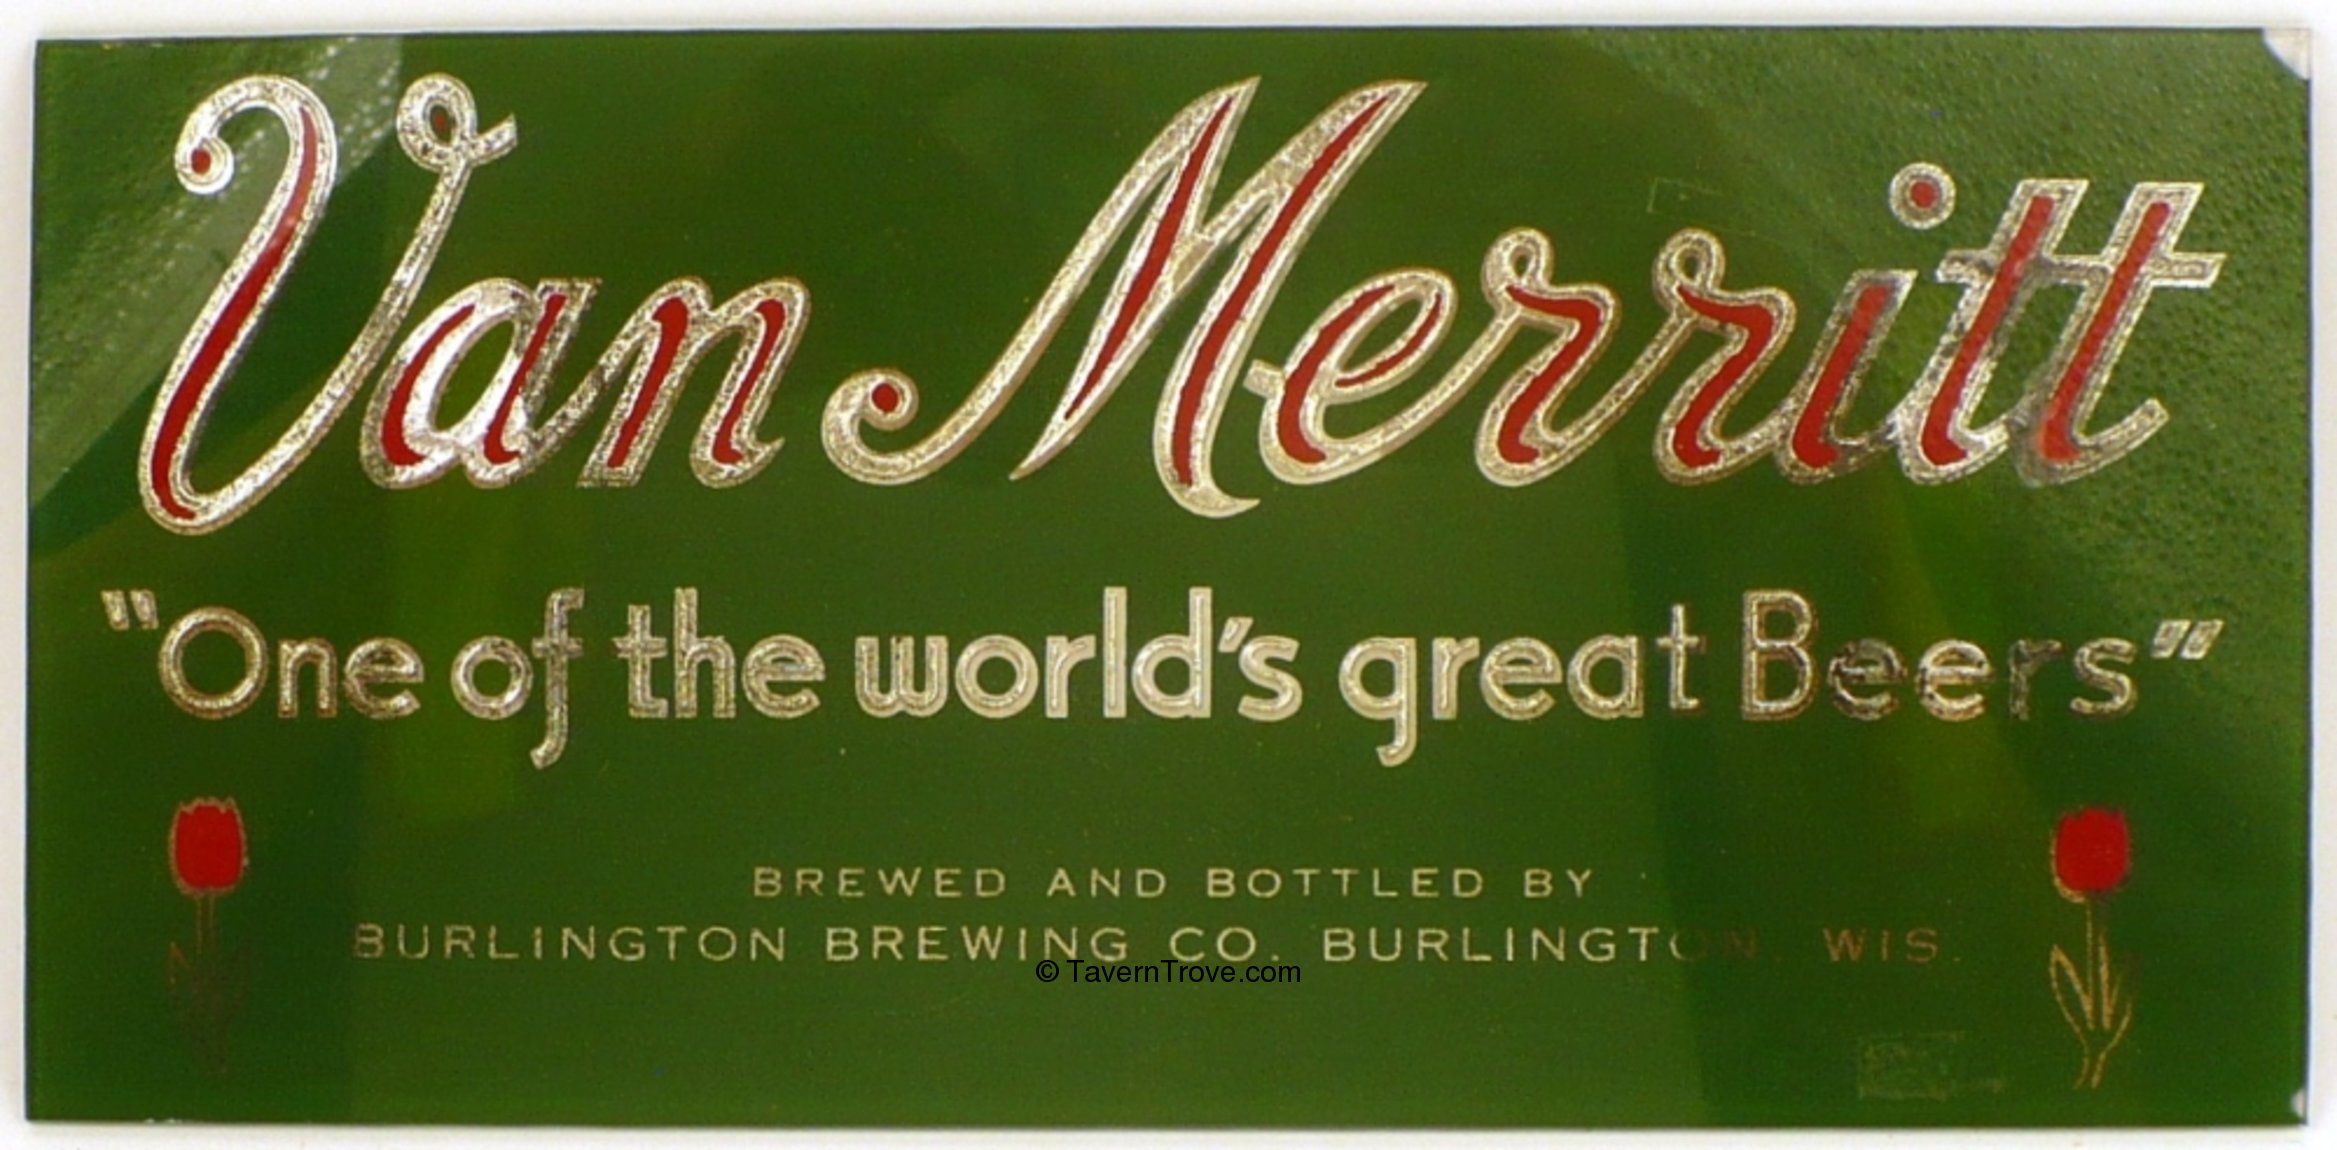 Van Merritt
"One of the world's great Beers"
BREWED AND BOTTLED BY
BURLINGTON BREWING CO. BURLINGTON, WIS.
© TavernTrove.com